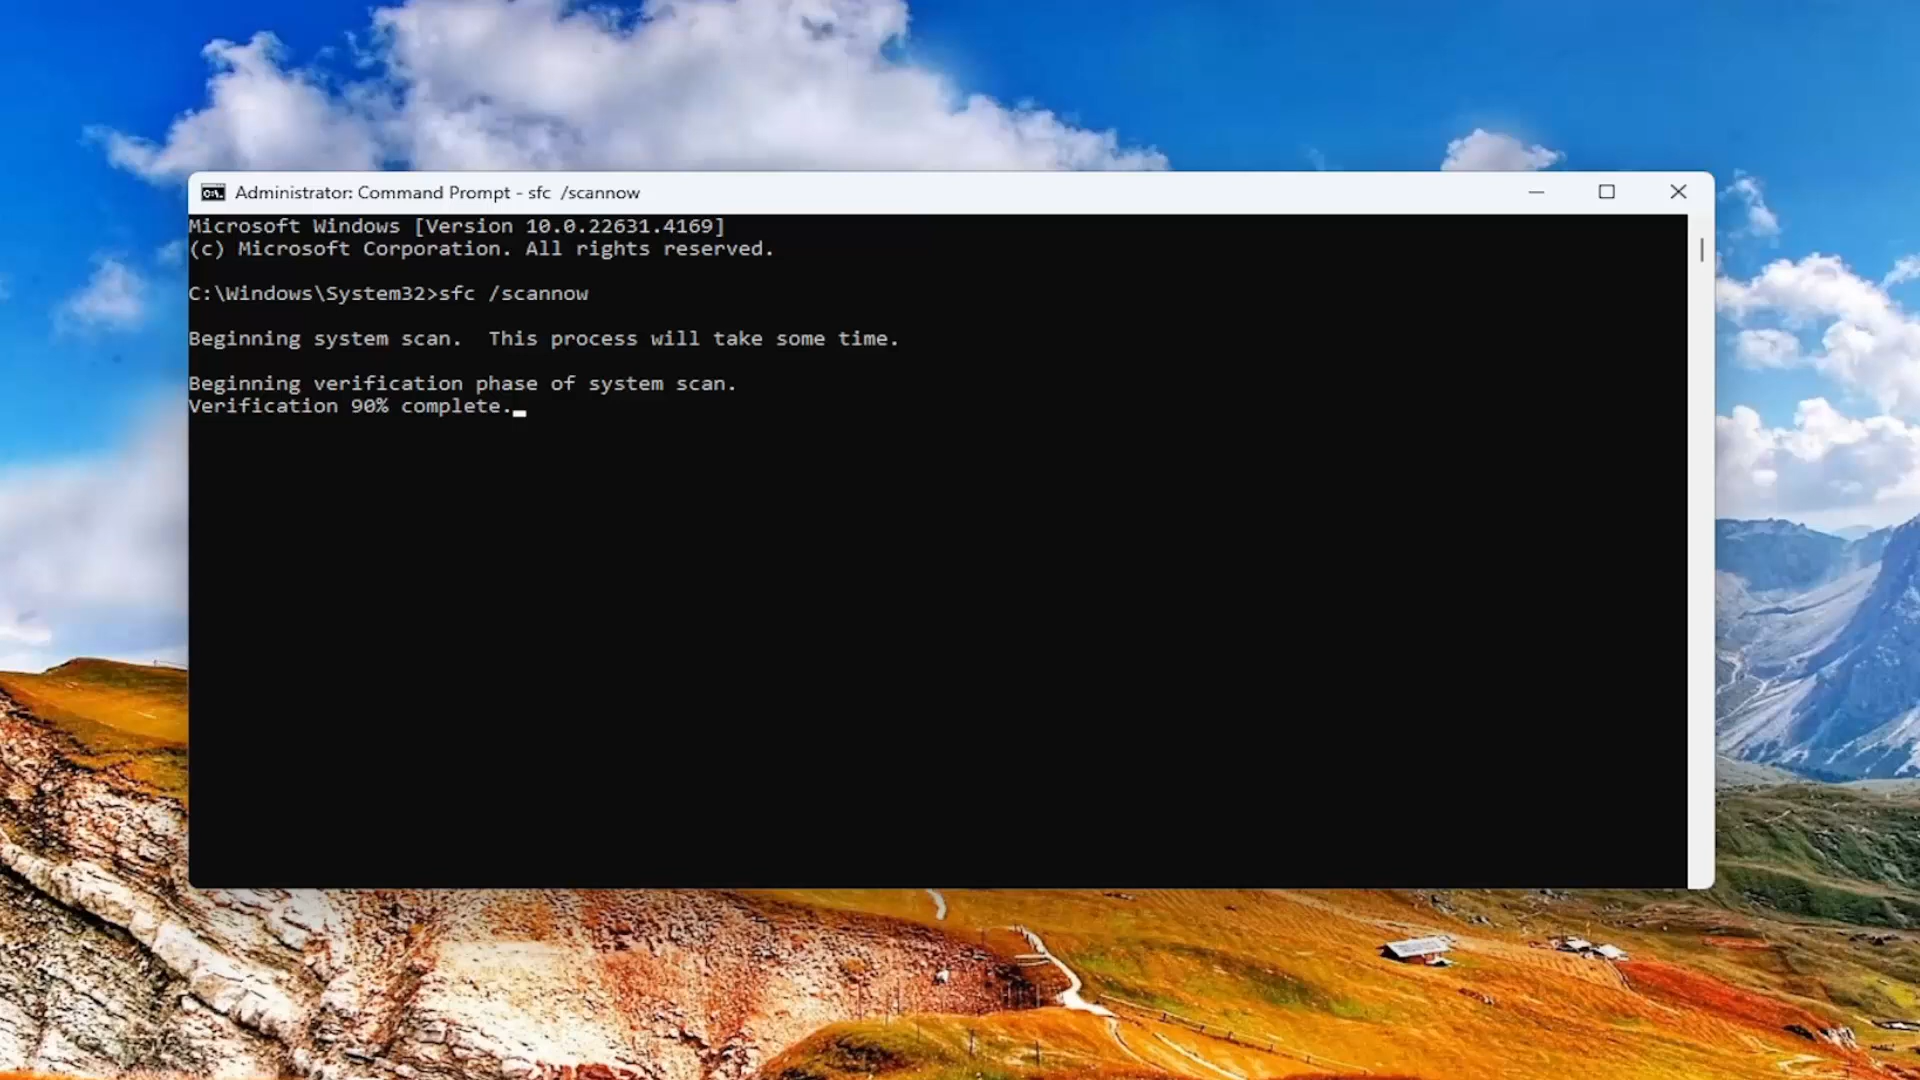 Administrator: Command Prompt - sfc  /scannow
Microsoft Windows [Version 10.0.22631.4169]
(c) Microsoft Corporation. All rights reserved.
C:\Windows\System32>sfc /scannow
Beginning system scan.  This process will take some time.
Beginning verification phase of system scan.
Verification 90% complete.